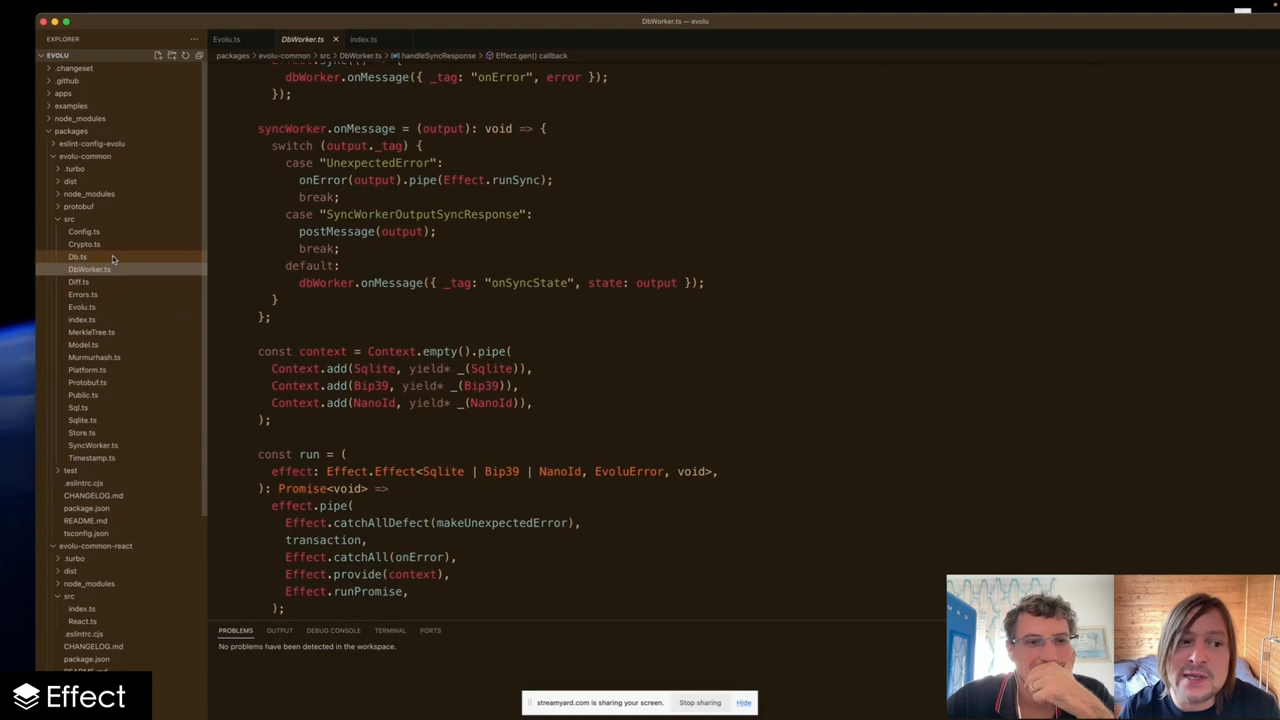 DbWorker.ts — evolu
EXPLORER
EVOLU
.changeset
.github
apps
examples
node_modules
packages
eslint-config-evolu
evolu-common
.turbo
dist
node_modules
protobuf
src
Config.ts
Crypto.ts
Db.ts
DbWorker.ts
Diff.ts
Errors.ts
Evolu.ts
index.ts
MerkleTree.ts
Model.ts
Murmurhash.ts
Platform.ts
Protobuf.ts
Public.ts
Sql.ts
Sqlite.ts
Store.ts
SyncWorker.ts
Timestamp.ts
test
.eslintrc.cjs
CHANGELOG.md
package.json
README.md
tsconfig.json
evolu-common-react
.turbo
dist
node_modules
src
index.ts
React.ts
.eslintrc.cjs
CHANGELOG.md
package.json
Evolu.ts DbWorker.ts index.ts
packages > evolu-common > src > DbWorker.ts > handleSyncResponse > Effect.gen() callback
dbWorker.onMessage({ _tag: "onError", error });
});
syncWorker.onMessage = (output): void => {
switch (output._tag) {
case "UnexpectedError":
onError(output).pipe(Effect.runSync);
break;
case "SyncWorkerOutputSyncResponse":
postMessage(output);
break;
default:
dbWorker.onMessage({ _tag: "onSyncState", state: output });
}
};
const context = Context.empty().pipe(
Context.add(Sqlite, yield* _(Sqlite)),
Context.add(Bip39, yield* _(Bip39)),
Context.add(NanoId, yield* _(NanoId)),
);
const run = (
effect: Effect.Effect<Sqlite | Bip39 | NanoId, EvoluError, void>,
): Promise<void> =>
effect.pipe(
Effect.catchAllDefect(makeUnexpectedError),
transaction,
Effect.catchAll(onError),
Effect.provide(context),
Effect.runPromise,
);
PROBLEMS OUTPUT DEBUG CONSOLE TERMINAL PORTS
No problems have been detected in the workspace.
streamyard.com is sharing your screen. Stop sharing Hide
Effect